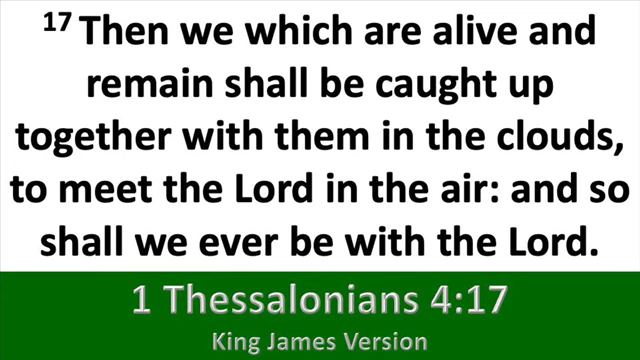 17 Then we which are alive and
remain shall be caught up
together with them in the clouds,
to meet the Lord in the air: and so
shall we ever be with the Lord.
1 Thessalonians 4:17
King James Version